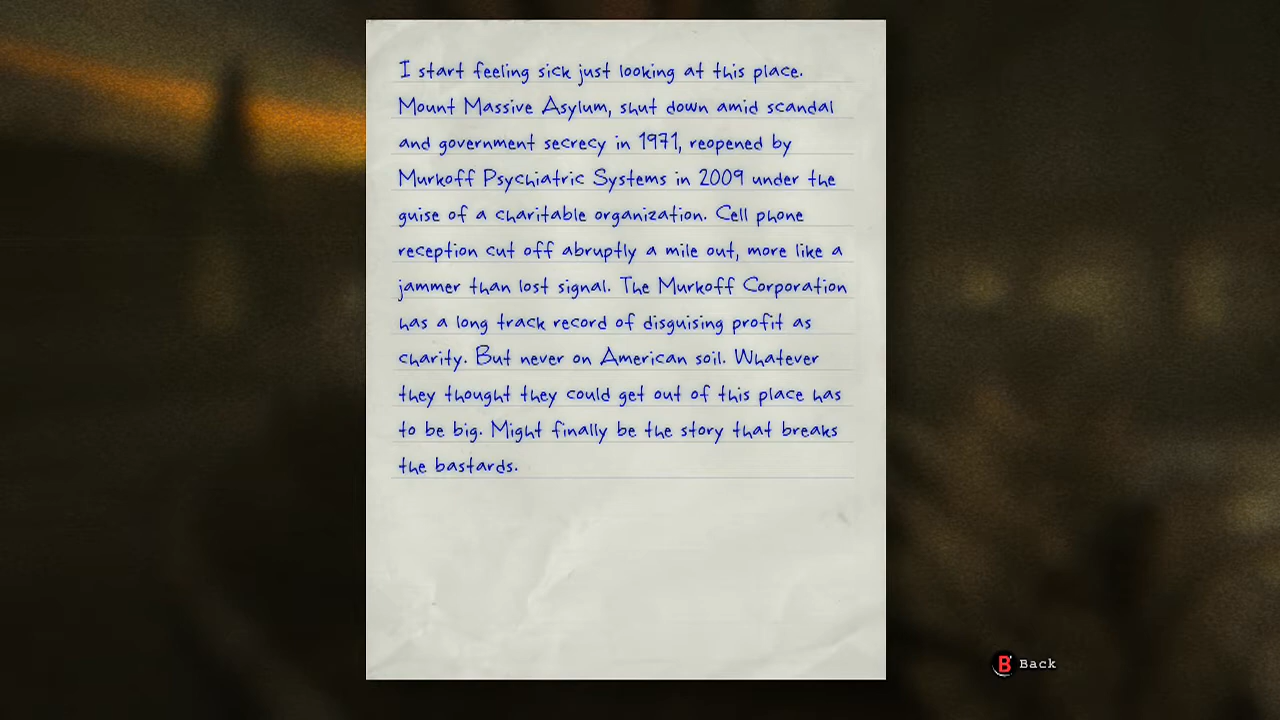 I start feeling sick just looking at this place.
Mount Massive Asylum, shut down amid scandal
and government secrecy in 1971, reopened by
Murkoff Psychiatric Systems in 2009 under the
guise of a charitable organization. Cell phone
reception cut off abruptly a mile out, more like a
jammer than lost signal. The Murkoff Corporation
has a long track record of disguising profit as
charity. But never on American soil. Whatever
they thought they could get out of this place has
to be big. Might finally be the story that breaks
the bastards.
B Back